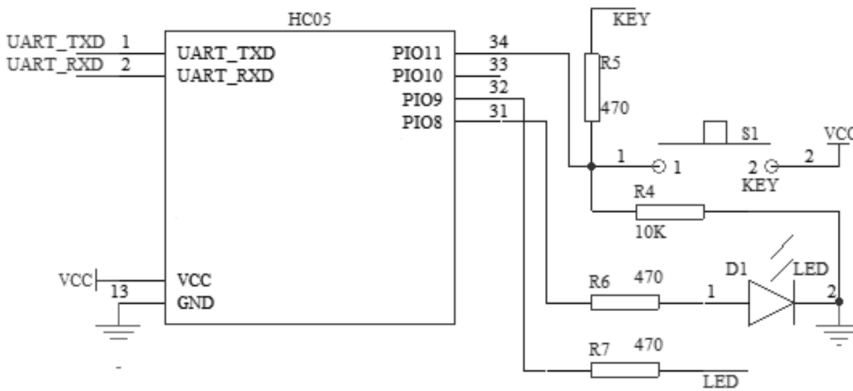 HC05
KEY
UART_TXD 1 UART_TXD PIO11 34
UART_RXD 2 UART_RXD PIO10 33
R5
PIO9 32
470
PIO8 31
S1 VCC
1 1 2 2
KEY
R4
10K
VCC VCC
13 GND
R6 470 1 D1 LED 2
R7 470
LED